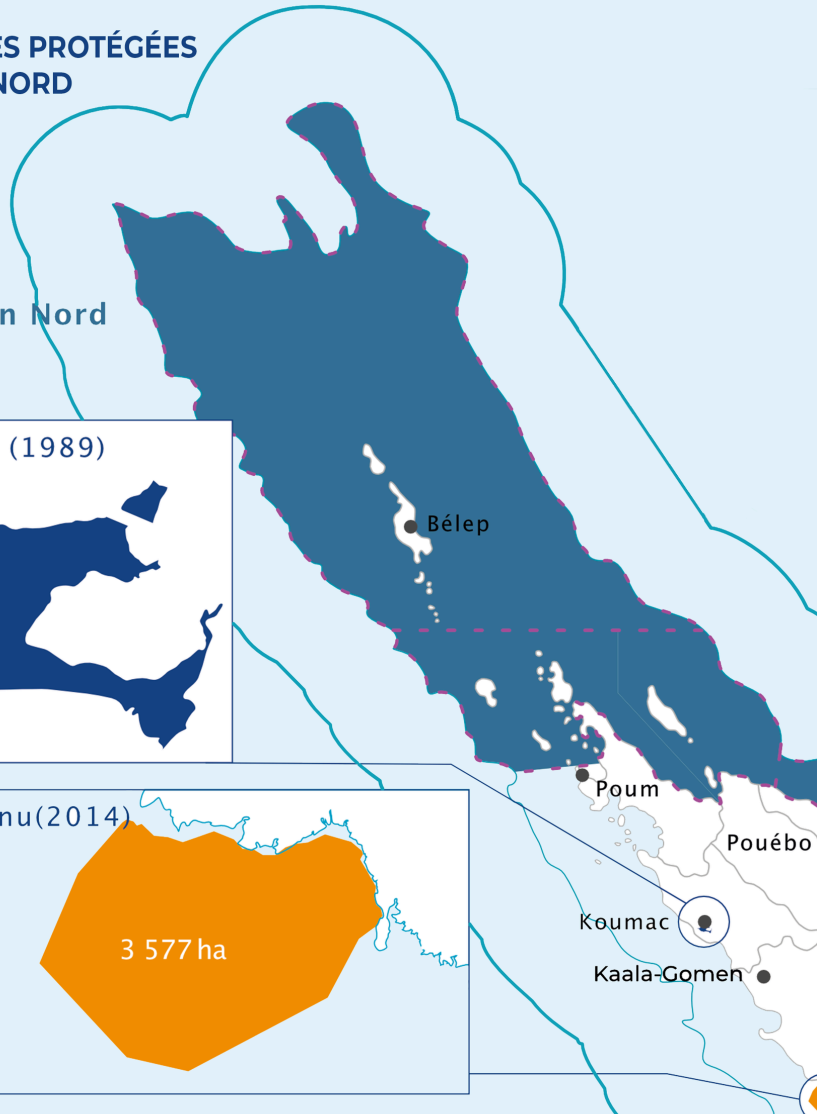 ES PROTÉGÉES
NORD
n Nord
(1989)
Bélep
Poum
nu(2014)
Pouébo
3 577 ha
Koumac
Kaala-Gomen